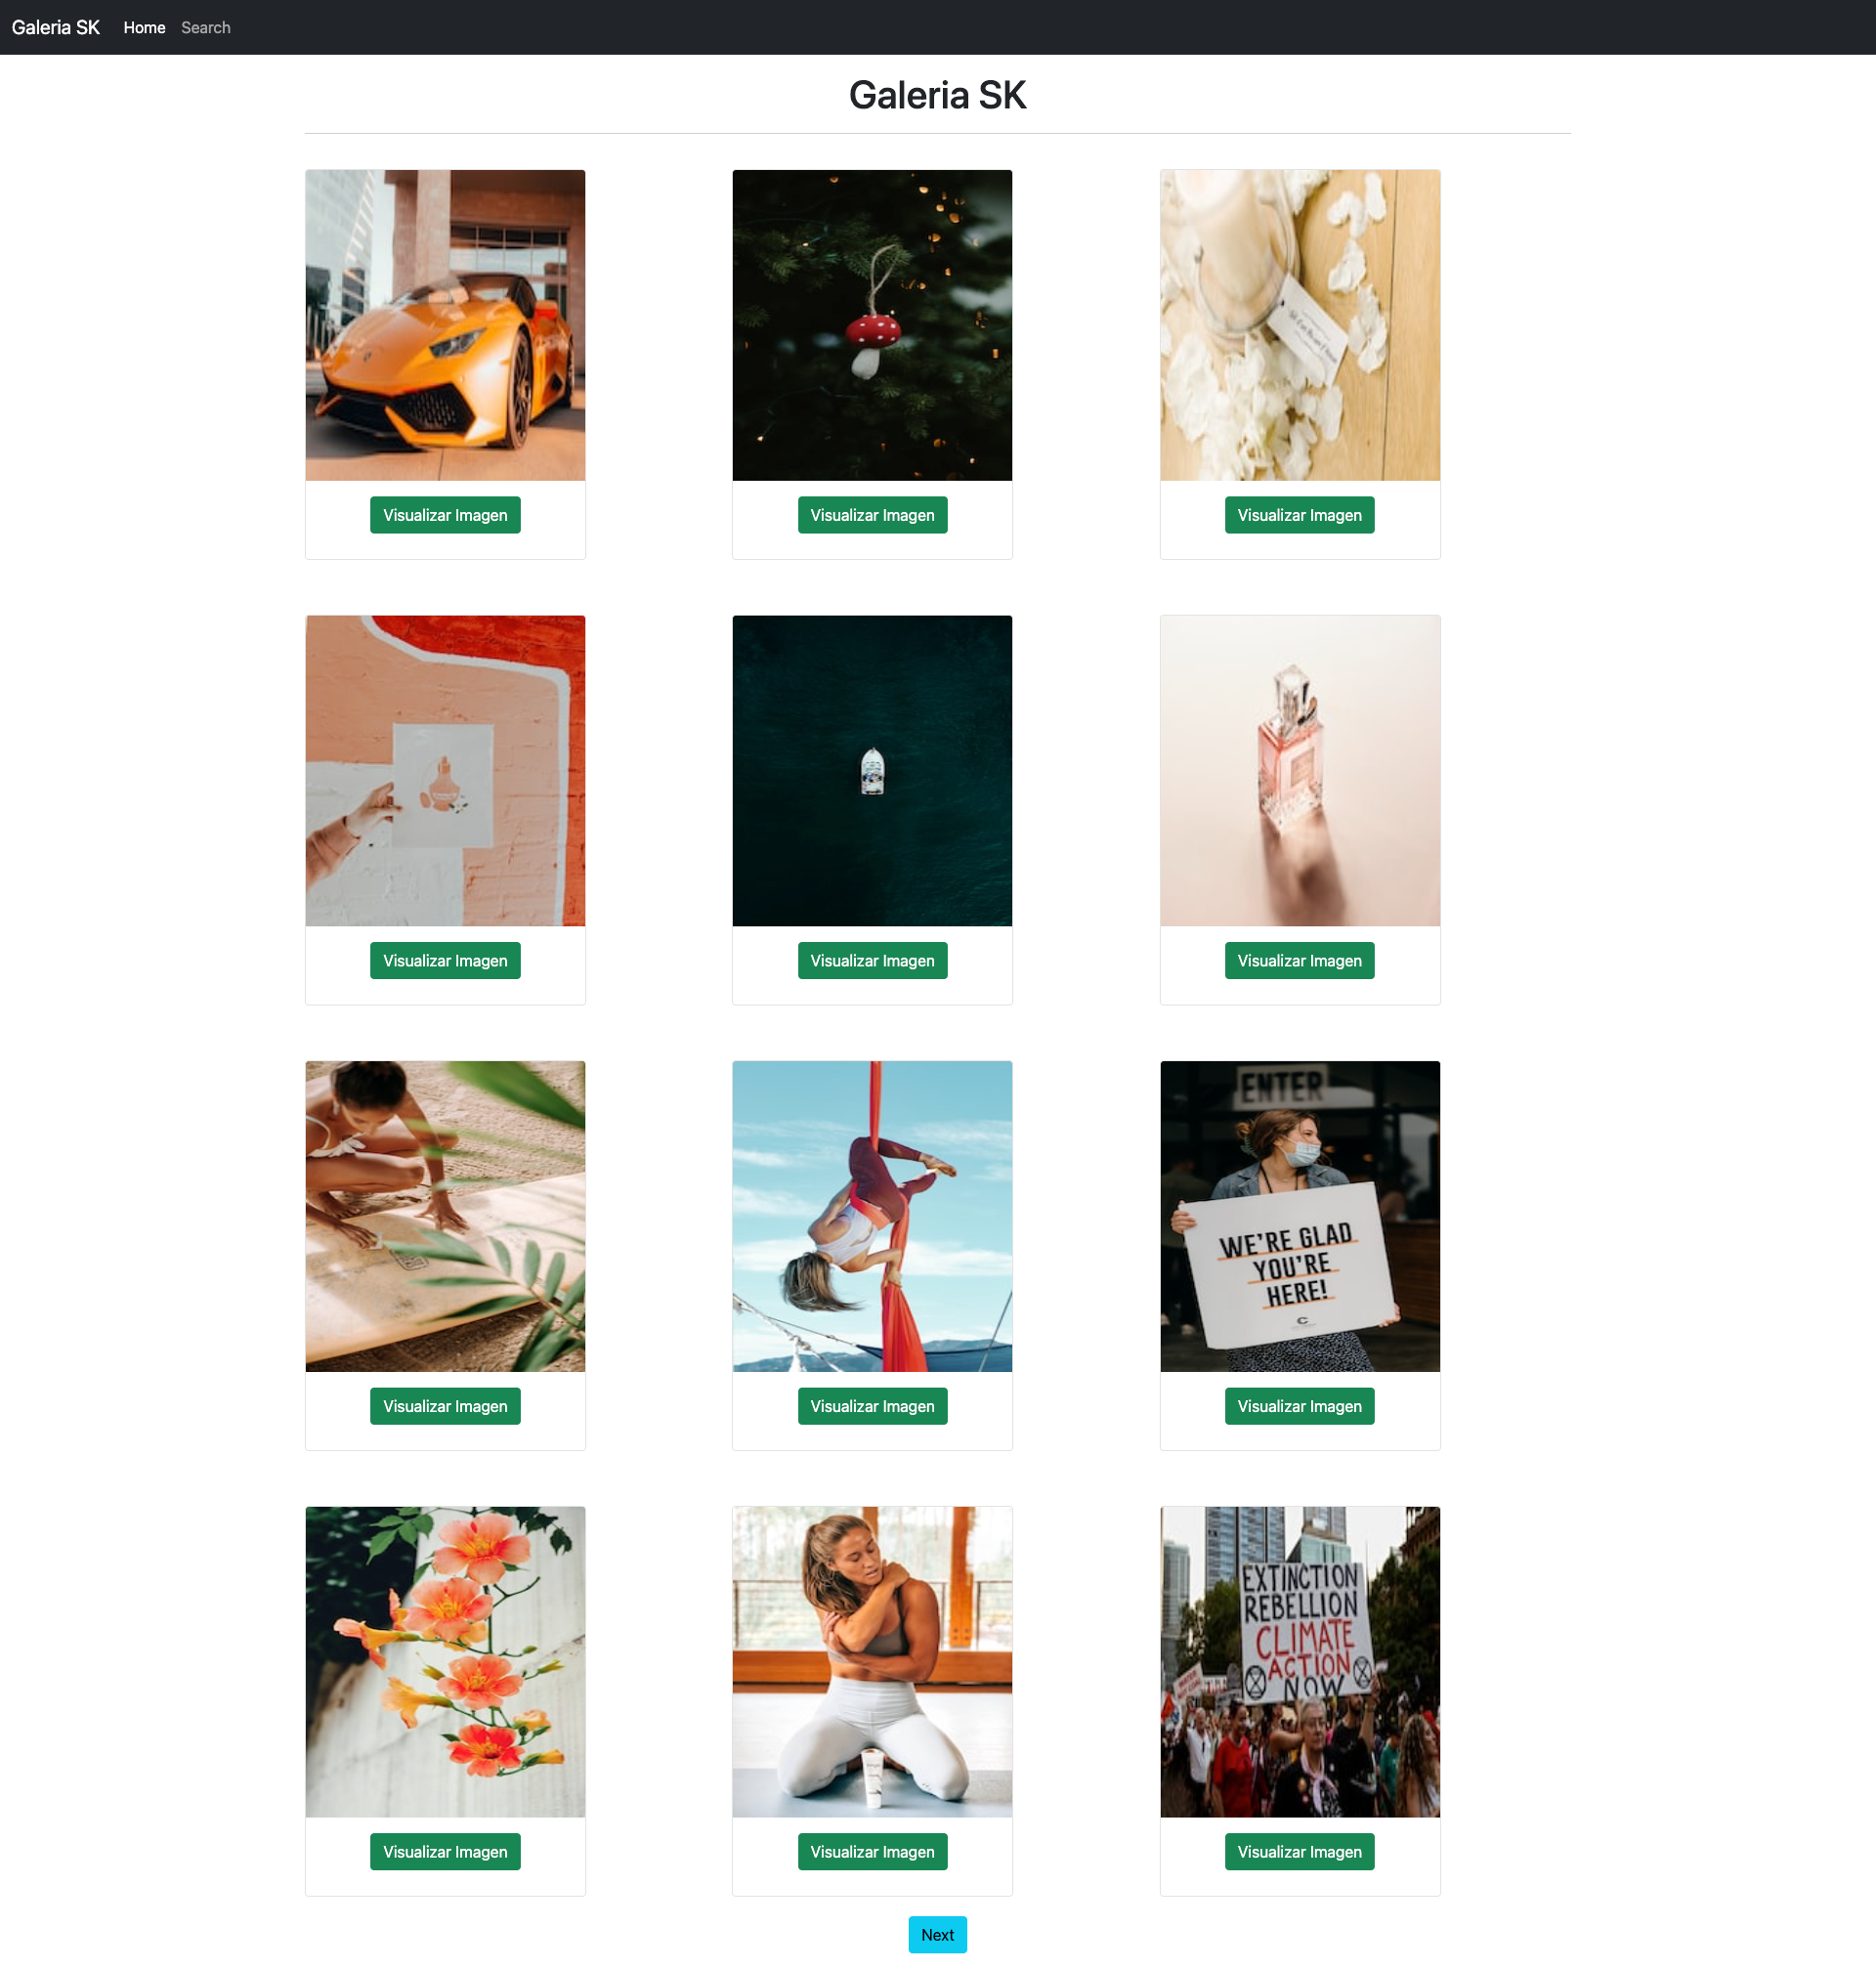 Galeria SK Home Search
Galeria SK
Visualizar Imagen
Visualizar Imagen
Visualizar Imagen
Visualizar Imagen
Visualizar Imagen
Visualizar Imagen
ENTER
WE'RE GLAD
YOU'RE
HERE!
Visualizar Imagen
Visualizar Imagen
Visualizar Imagen
EXTINCTION
REBELLION
CLIMATE
ACTION
NOW
Visualizar Imagen
Visualizar Imagen
Visualizar Imagen
Next